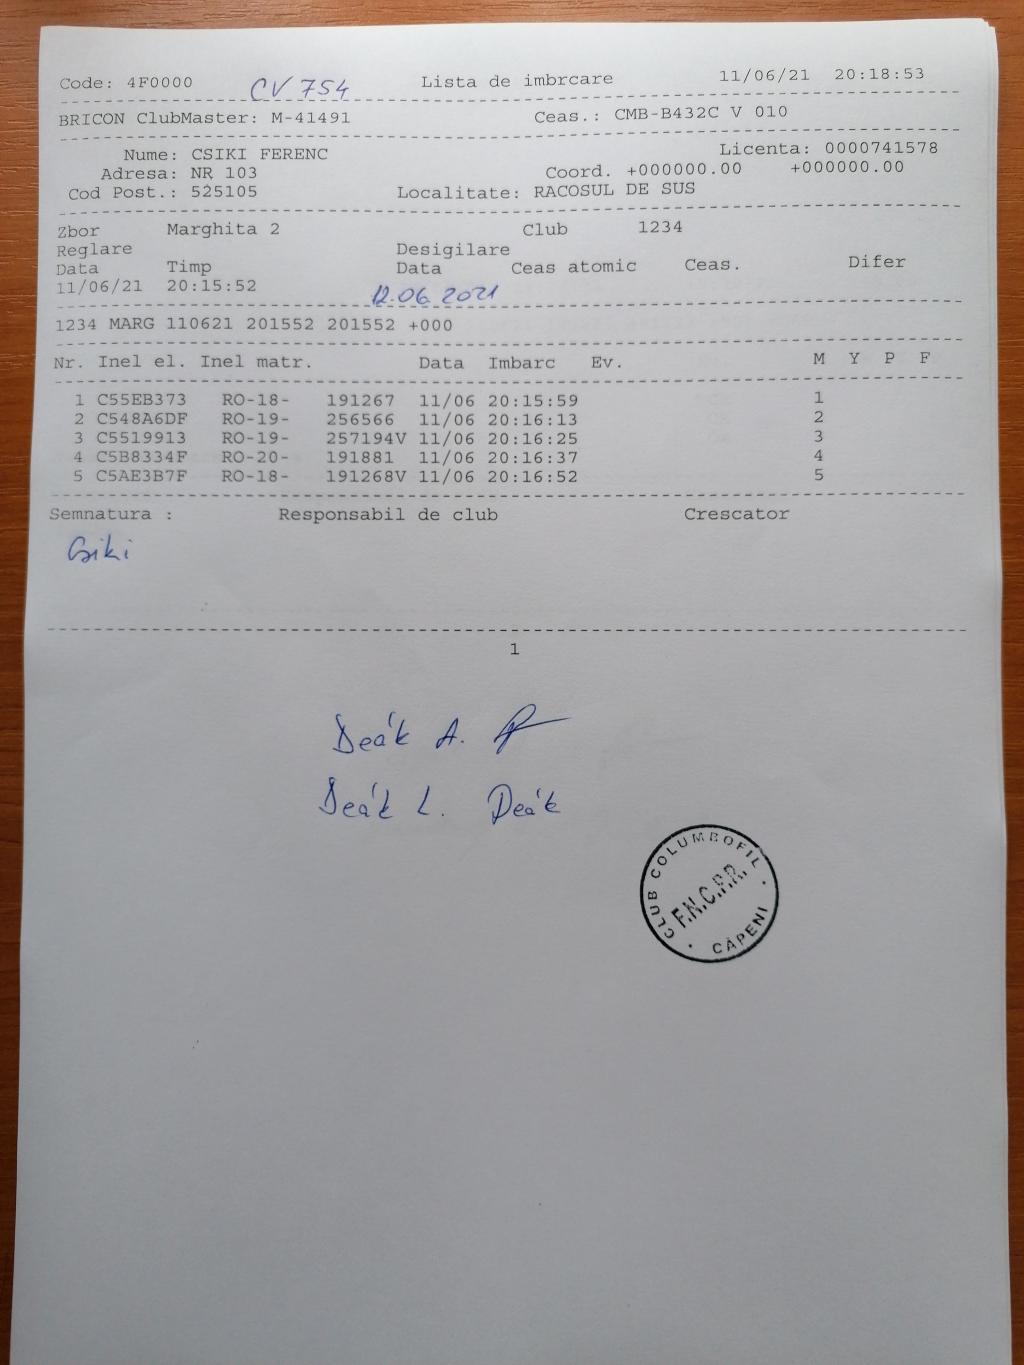 Code: 4F0000 CV 754 Lista de imbrcare 11/06/21 20:18:53
BRICON ClubMaster: M-41491 Ceas.: CMB-B432C V 010
Nume: CSIKI FERENC Licenta: 0000741578
Adresa: NR 103 Coord. +000000.00 +000000.00
Cod Post.: 525105 Localitate: RACOSUL DE SUS
Zbor Marghita 2 Club 1234
Reglare Desigilare
Data Timp Data Ceas atomic Ceas. Difer
11/06/21 20:15:52 12.06.2021
1234 MARG 110621 201552 201552 +000
Nr. Inel el. Inel matr. Data Imbarc Ev. M Y P F
1 C55EB373 RO-18- 191267 11/06 20:15:59 1
2 C548A6DF RO-19- 256566 11/06 20:16:13 2
3 C5519913 RO-19- 257194V 11/06 20:16:25 3
4 C5B8334F RO-20- 191881 11/06 20:16:37 4
5 C5AE3B7F RO-18- 191268V 11/06 20:16:52 5
Semnatura : Responsabil de club Crescator
Csiki
1
Deák A.
Deák L. Deák
CLUB COLUMBOFIL
F.N.C.P.R.
CĂPENI